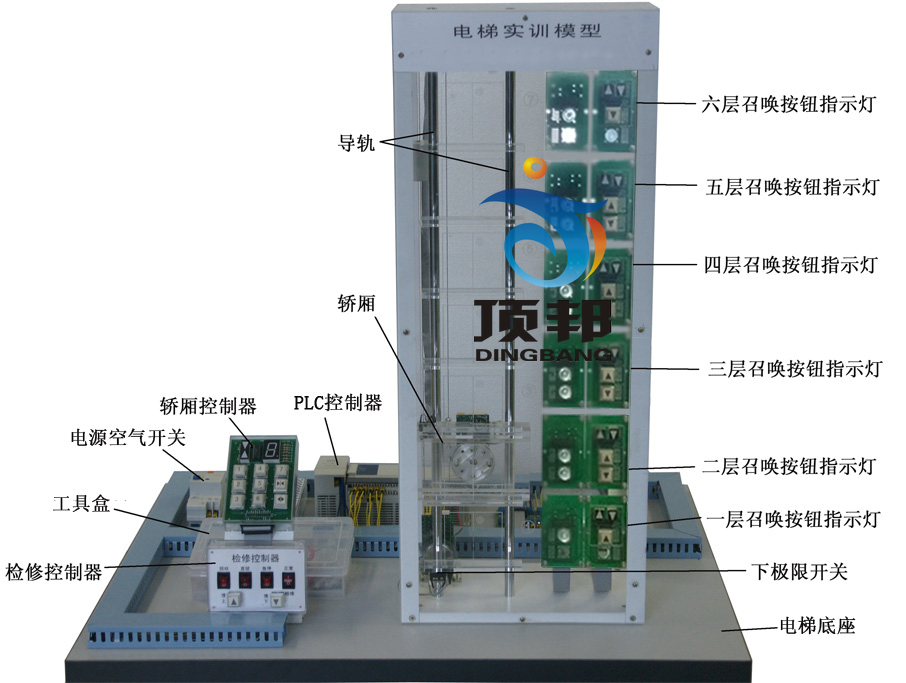 电梯实训模型
六层召唤按钮指示灯
导轨
五层召唤按钮指示灯
四层召唤按钮指示灯
轿厢
顶邦
DINGBANG
三层召唤按钮指示灯
轿厢控制器
PLC控制器
电源空气开关
二层召唤按钮指示灯
工具盒
一层召唤按钮指示灯
检修控制器
检修控制器
下极限开关
电梯底座